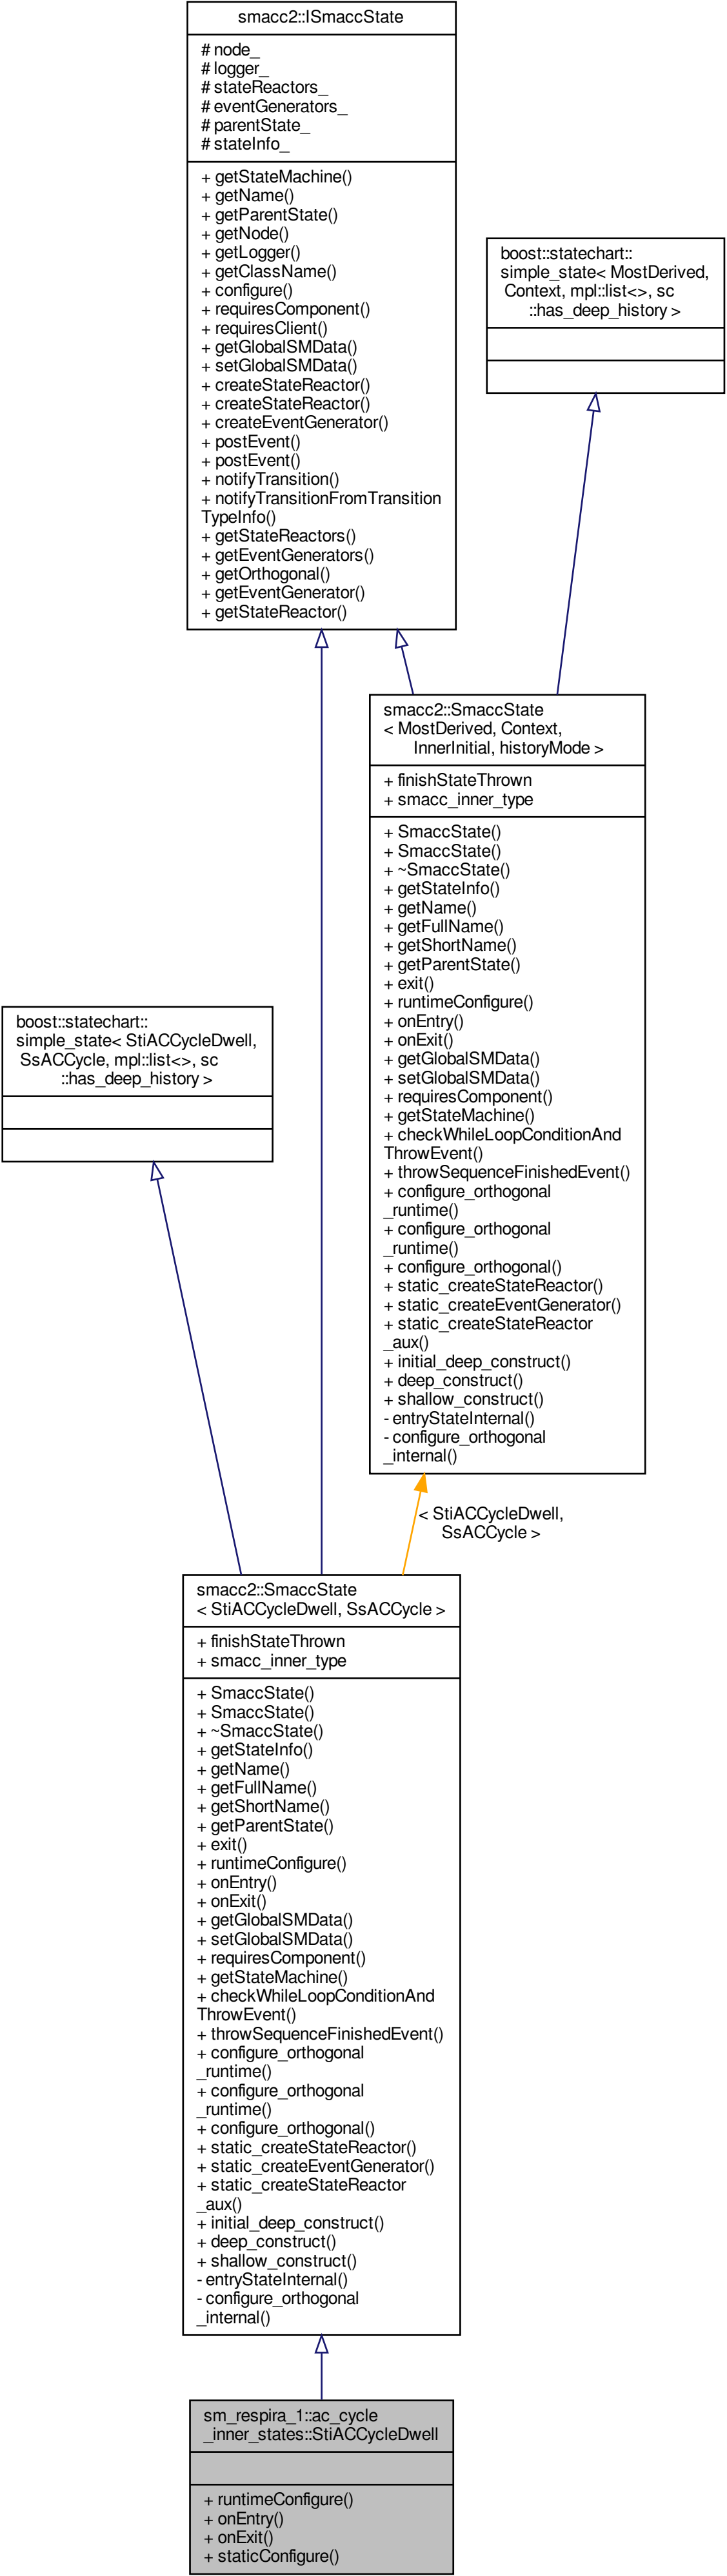 smacc2::ISmaccState
# node_
# logger_
# stateReactors_
# eventGenerators_
# parentState_
# stateInfo_
+ getStateMachine()
+ getName()
+ getParentState()
+ getNode()
+ getLogger()
+ getClassName()
+ configure()
+ requiresComponent()
+ requiresClient()
+ getGlobalSMData()
+ setGlobalSMData()
+ createStateReactor()
+ createStateReactor()
+ createEventGenerator()
+ postEvent()
+ postEvent()
+ notifyTransition()
+ notifyTransitionFromTransition
TypeInfo()
+ getStateReactors()
+ getEventGenerators()
+ getOrthogonal()
+ getEventGenerator()
+ getStateReactor()
boost::statechart::
simple_state< MostDerived,
Context, mpl::list<>, sc
::has_deep_history >
smacc2::SmaccState
< MostDerived, Context,
InnerInitial, historyMode >
+ finishStateThrown
+ smacc_inner_type
+ SmaccState()
+ SmaccState()
+ ~SmaccState()
+ getStateInfo()
+ getName()
+ getFullName()
+ getShortName()
+ getParentState()
+ exit()
+ runtimeConfigure()
+ onEntry()
+ onExit()
+ getGlobalSMData()
+ setGlobalSMData()
+ requiresComponent()
+ getStateMachine()
+ checkWhileLoopConditionAnd
ThrowEvent()
+ throwSequenceFinishedEvent()
+ configure_orthogonal
_runtime()
+ configure_orthogonal
_runtime()
+ configure_orthogonal()
+ static_createStateReactor()
+ static_createEventGenerator()
+ static_createStateReactor
_aux()
+ initial_deep_construct()
+ deep_construct()
+ shallow_construct()
- entryStateInternal()
- configure_orthogonal
_internal()
boost::statechart::
simple_state< StiACCycleDwell,
SsACCycle, mpl::list<>, sc
::has_deep_history >
< StiACCycleDwell,
SsACCycle >
smacc2::SmaccState
< StiACCycleDwell, SsACCycle >
+ finishStateThrown
+ smacc_inner_type
+ SmaccState()
+ SmaccState()
+ ~SmaccState()
+ getStateInfo()
+ getName()
+ getFullName()
+ getShortName()
+ getParentState()
+ exit()
+ runtimeConfigure()
+ onEntry()
+ onExit()
+ getGlobalSMData()
+ setGlobalSMData()
+ requiresComponent()
+ getStateMachine()
+ checkWhileLoopConditionAnd
ThrowEvent()
+ throwSequenceFinishedEvent()
+ configure_orthogonal
_runtime()
+ configure_orthogonal
_runtime()
+ configure_orthogonal()
+ static_createStateReactor()
+ static_createEventGenerator()
+ static_createStateReactor
_aux()
+ initial_deep_construct()
+ deep_construct()
+ shallow_construct()
- entryStateInternal()
- configure_orthogonal
_internal()
sm_respira_1::ac_cycle
_inner_states::StiACCycleDwell
+ runtimeConfigure()
+ onEntry()
+ onExit()
+ staticConfigure()